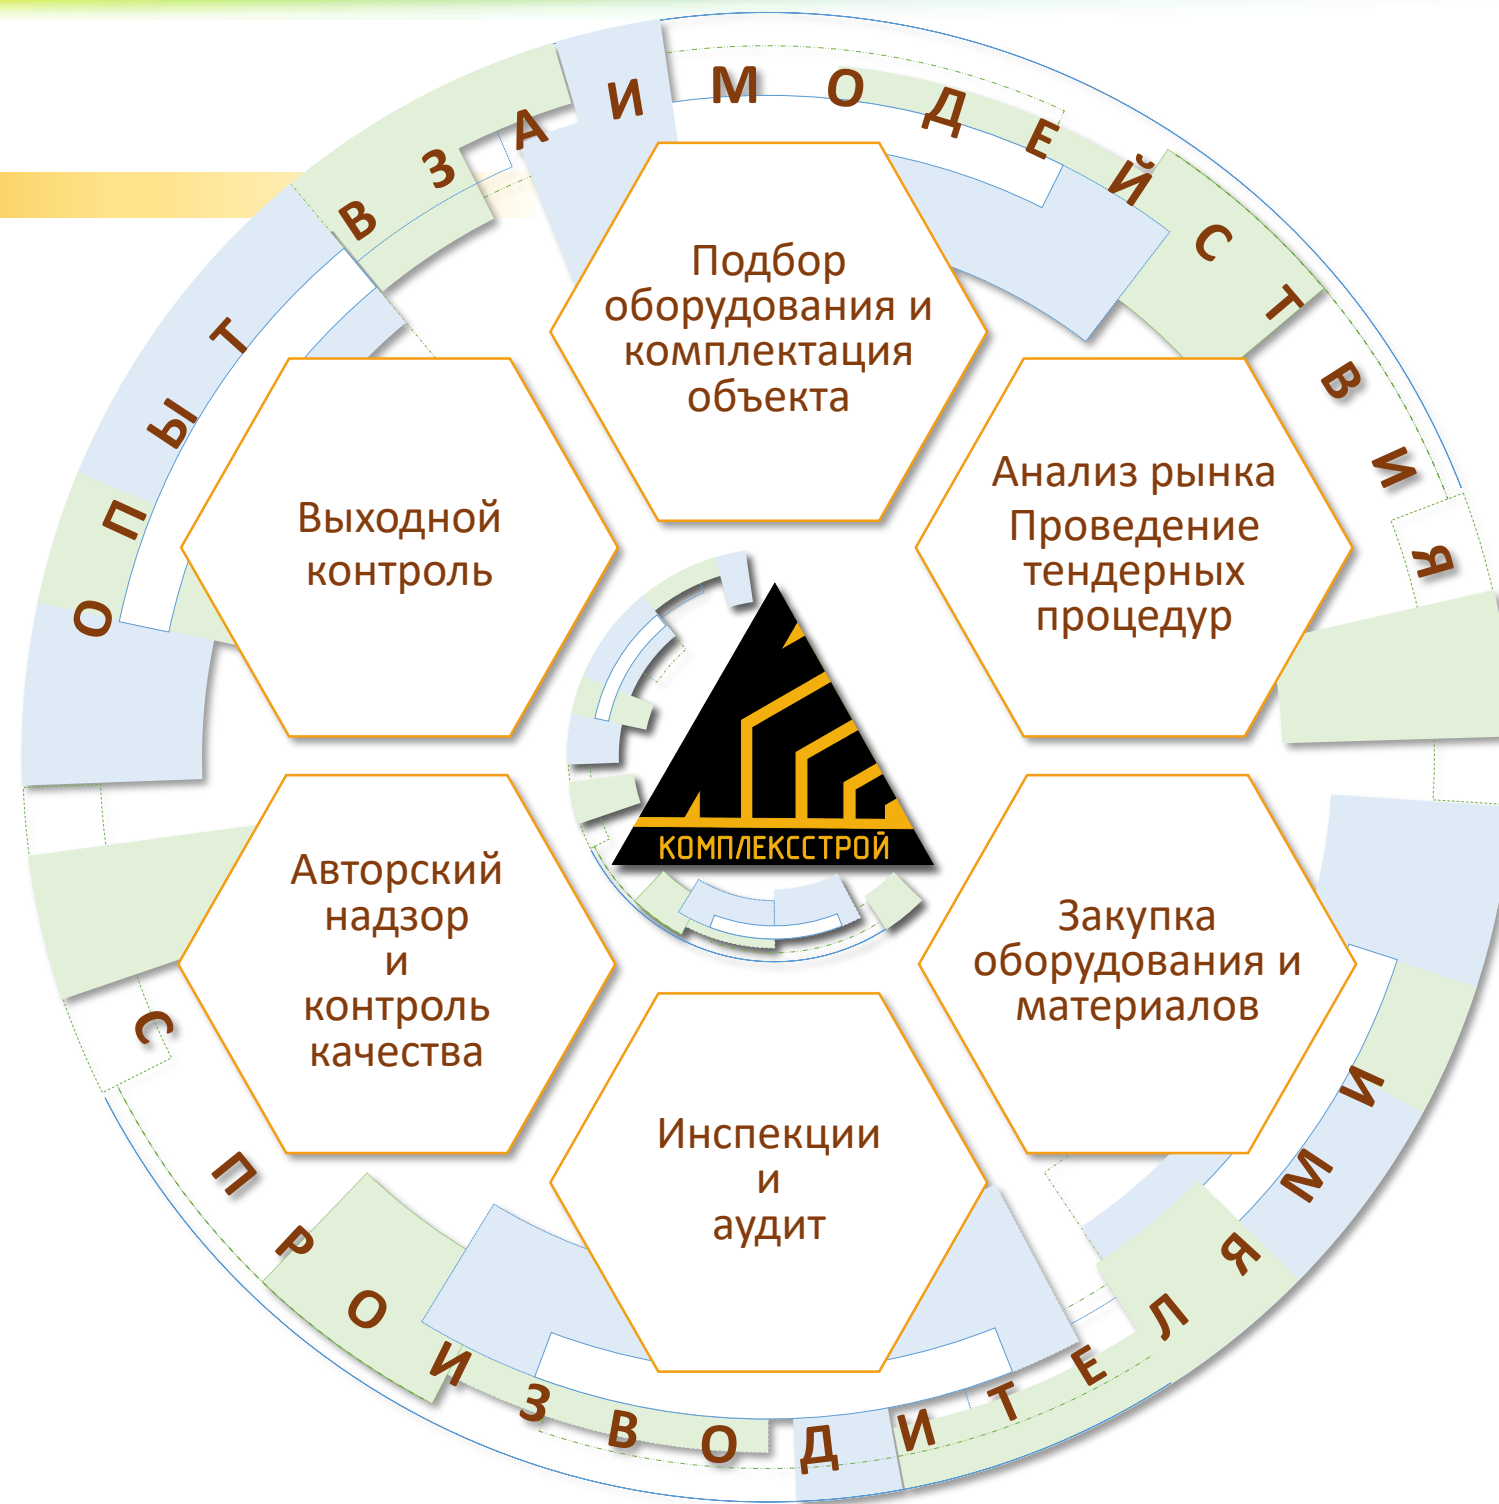 ОПЫТ ВЗАИМОДЕЙСТВИЯ
С ПРОИЗВОДИТЕЛЯМИ
Подбор
оборудования и
комплектация
объекта
Анализ рынка
Проведение
тендерных
процедур
Закупка
оборудования и
материалов
Инспекции
и
аудит
Авторский
надзор
и
контроль
качества
Выходной
контроль
КОМПЛЕКССТРОЙ